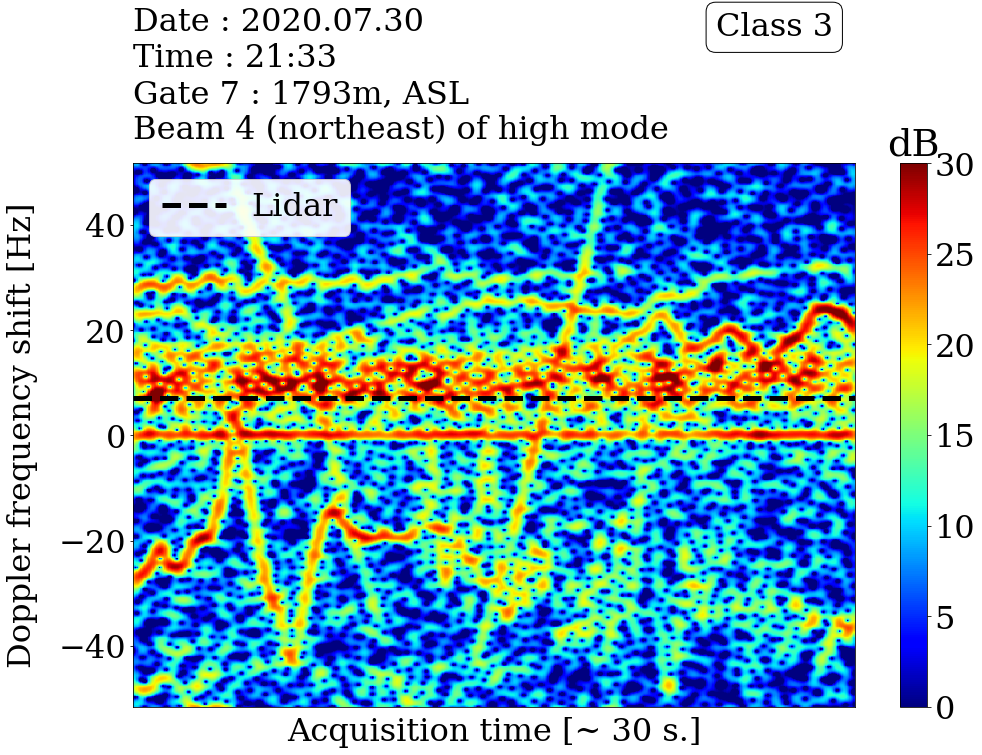 Date : 2020.07.30
Time : 21:33
Gate 7 : 1793m, ASL
Beam 4 (northeast) of high mode
Class 3
dB
Lidar
Doppler frequency shift [Hz]
40
20
0
−20
−40
30
25
20
15
10
5
0
Acquisition time [~ 30 s.]